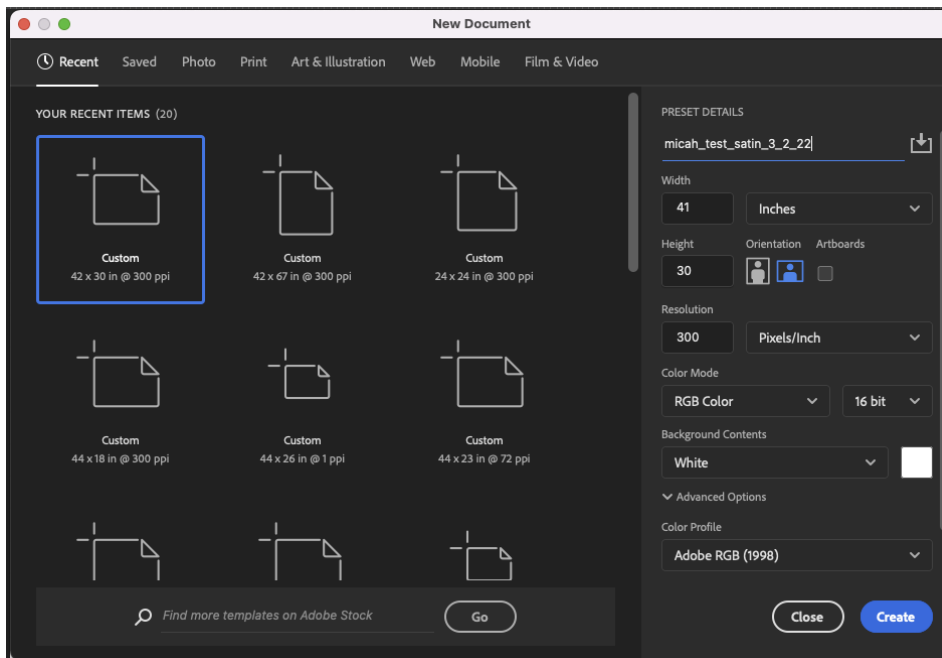 New Document
Recent Saved Photo Print Art & Illustration Web Mobile Film & Video
YOUR RECENT ITEMS (20)
Custom
42 x 30 in @ 300 ppi
Custom
42 x 67 in @ 300 ppi
Custom
24 x 24 in @ 300 ppi
Custom
44 x 18 in @ 300 ppi
Custom
44 x 26 in @ 1 ppi
Custom
44 x 23 in @ 72 ppi
Find more templates on Adobe Stock
Go
PRESET DETAILS
micah_test_satin_3_2_22
Width
41 Inches
Height Orientation Artboards
30
Resolution
300 Pixels/Inch
Color Mode
RGB Color 16 bit
Background Contents
White
Advanced Options
Color Profile
Adobe RGB (1998)
Close Create